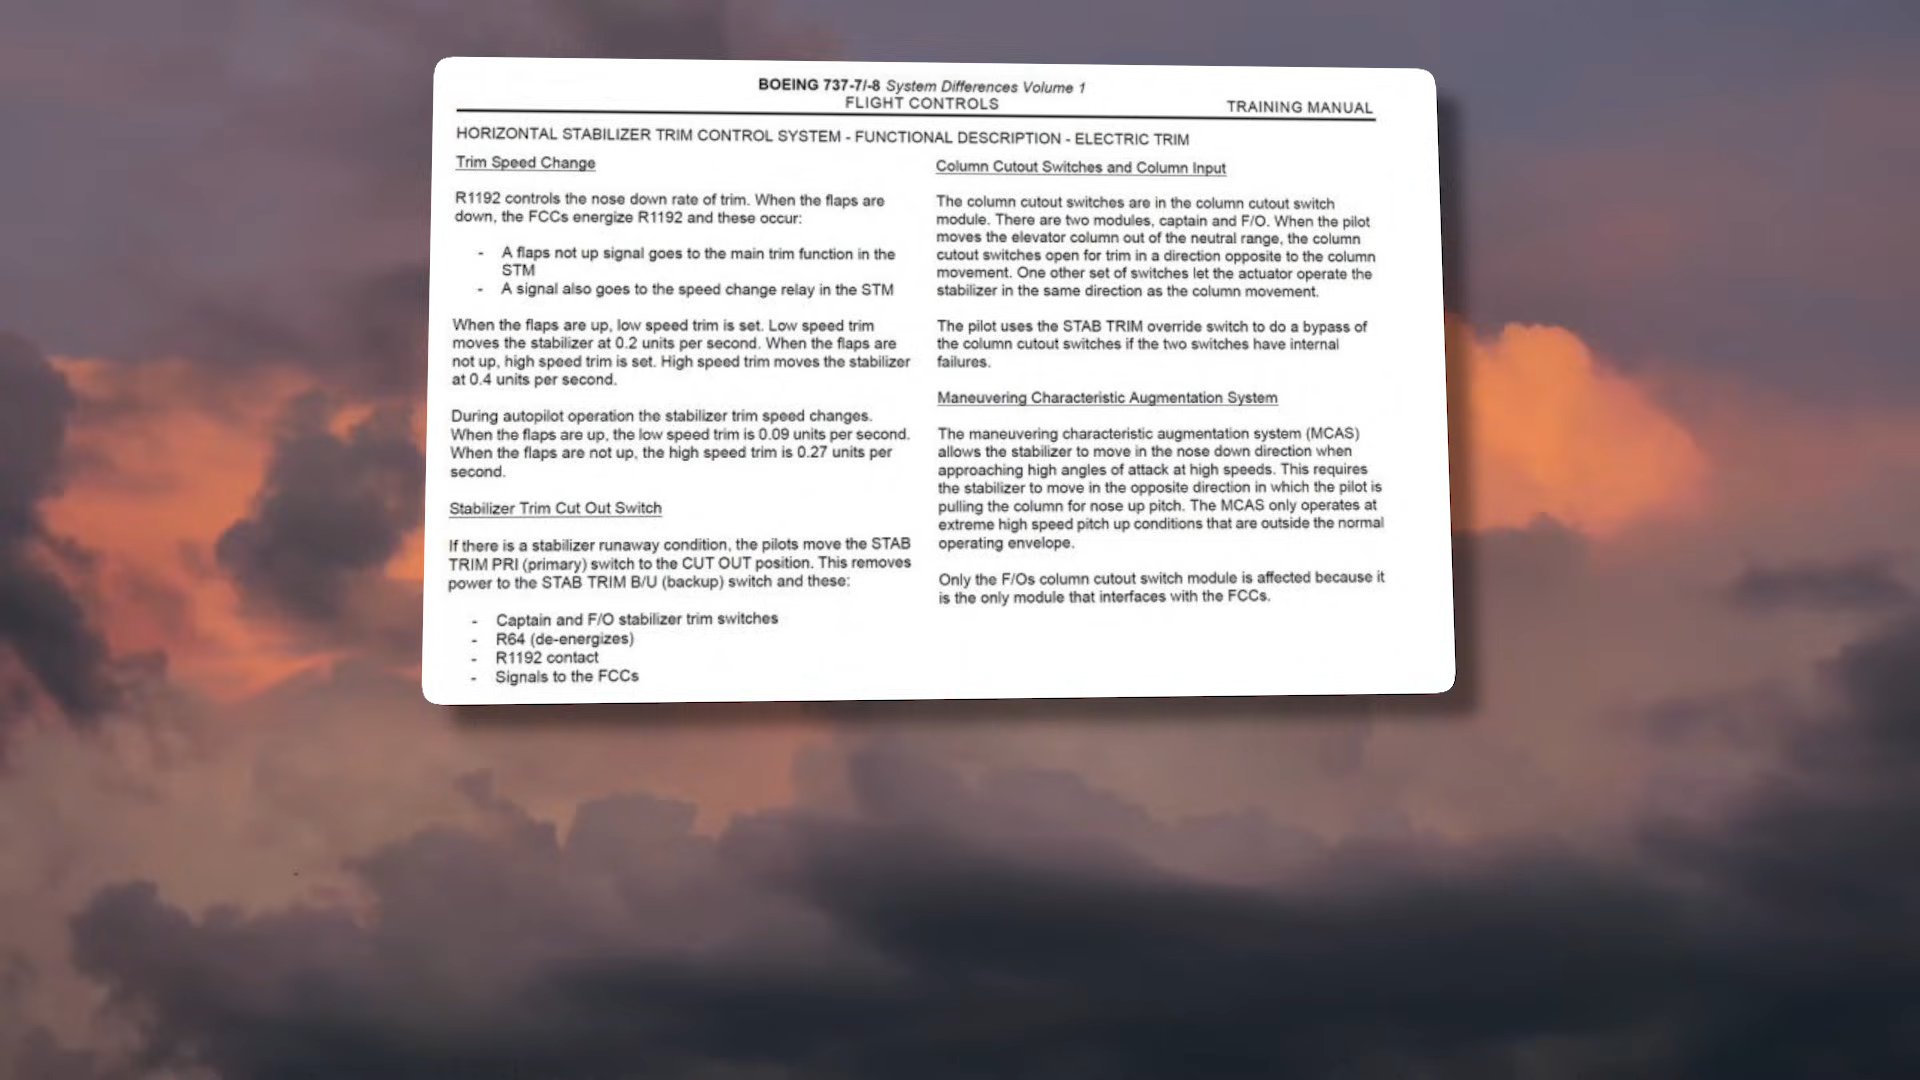 BOEING 737-7/-8 System Differences Volume 1
FLIGHT CONTROLS
TRAINING MANUAL
HORIZONTAL STABILIZER TRIM CONTROL SYSTEM - FUNCTIONAL DESCRIPTION - ELECTRIC TRIM
Trim Speed Change
R1192 controls the nose down rate of trim. When the flaps are
down, the FCCs energize R1192 and these occur:
- A flaps not up signal goes to the main trim function in the
STM
- A signal also goes to the speed change relay in the STM
When the flaps are up, low speed trim is set. Low speed trim
moves the stabilizer at 0.2 units per second. When the flaps are
not up, high speed trim is set. High speed trim moves the stabilizer
at 0.4 units per second.
During autopilot operation the stabilizer trim speed changes.
When the flaps are up, the low speed trim is 0.09 units per second.
When the flaps are not up, the high speed trim is 0.27 units per
second.
Stabilizer Trim Cut Out Switch
If there is a stabilizer runaway condition, the pilots move the STAB
TRIM PRI (primary) switch to the CUT OUT position. This removes
power to the STAB TRIM B/U (backup) switch and these:
- Captain and F/O stabilizer trim switches
- R64 (de-energizes)
- R1192 contact
- Signals to the FCCs
Column Cutout Switches and Column Input
The column cutout switches are in the column cutout switch
module. There are two modules, captain and F/O. When the pilot
moves the elevator column out of the neutral range, the column
cutout switches open for trim in a direction opposite to the column
movement. One other set of switches let the actuator operate the
stabilizer in the same direction as the column movement.
The pilot uses the STAB TRIM override switch to do a bypass of
the column cutout switches if the two switches have internal
failures.
Maneuvering Characteristic Augmentation System
The maneuvering characteristic augmentation system (MCAS)
allows the stabilizer to move in the nose down direction when
approaching high angles of attack at high speeds. This requires
the stabilizer to move in the opposite direction in which the pilot is
pulling the column for nose up pitch. The MCAS only operates at
extreme high speed pitch up conditions that are outside the normal
operating envelope.
Only the F/Os column cutout switch module is affected because it
is the only module that interfaces with the FCCs.